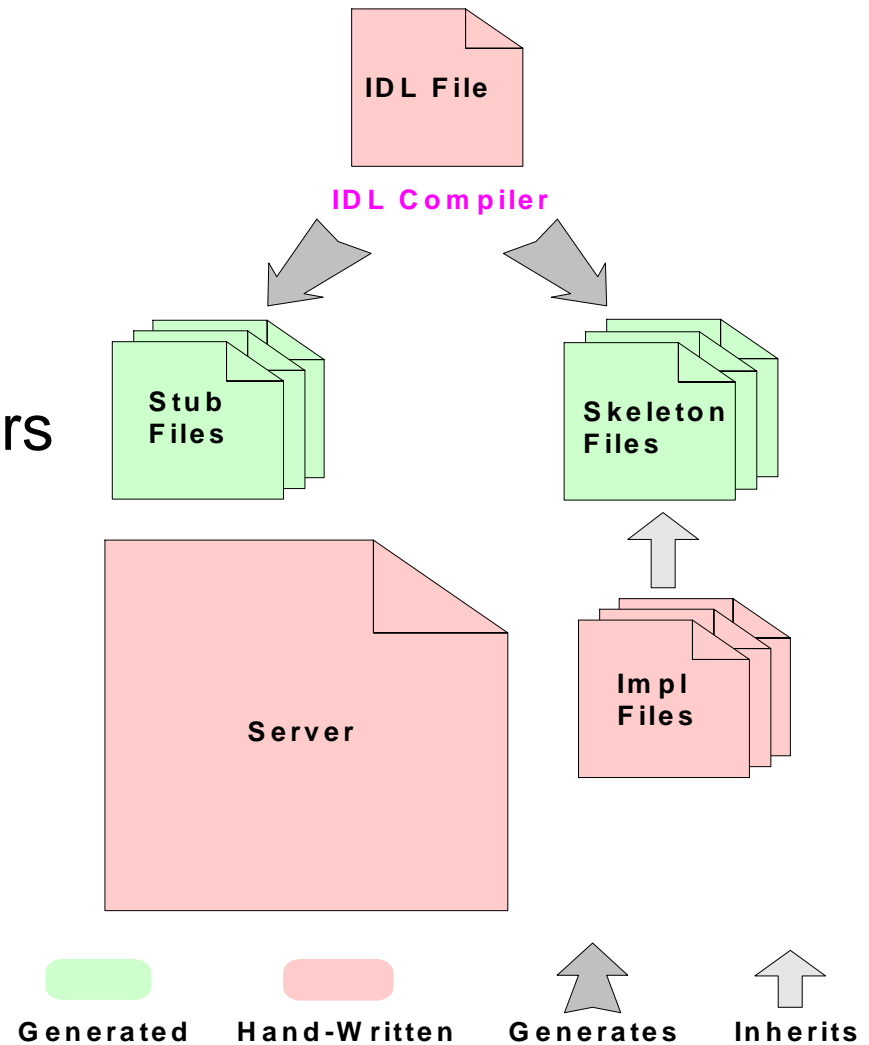 IDL File
IDL Compiler
Stub
Files
Skeleton
Files
rs
Impl
Files
Server
Generated
Hand-Written
Generates
Inherits